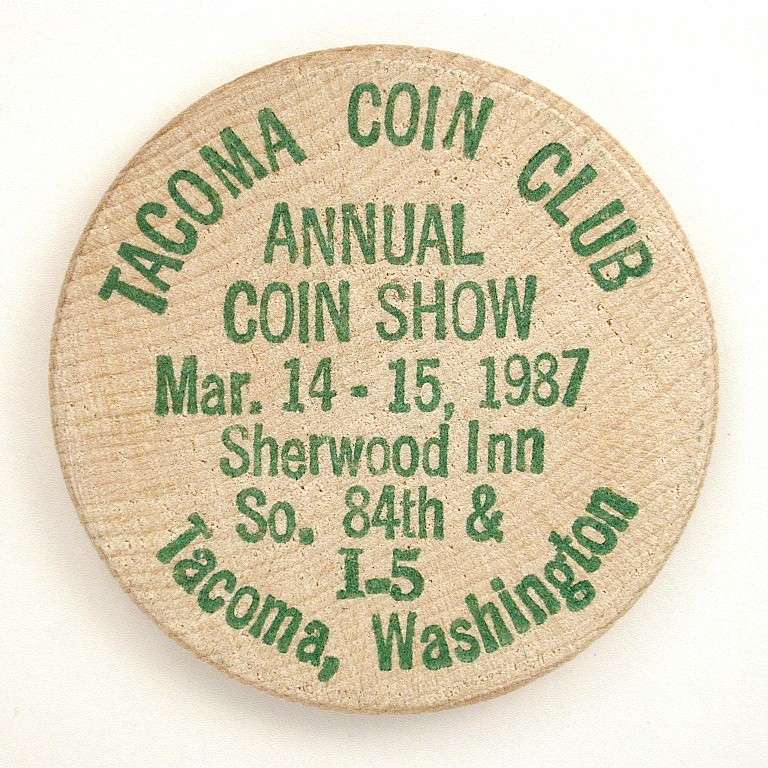 TACOMA COIN CLUB
ANNUAL
COIN SHOW
Mar. 14 - 15, 1987
Sherwood Inn
So. 84th &
I-5
Tacoma, Washington